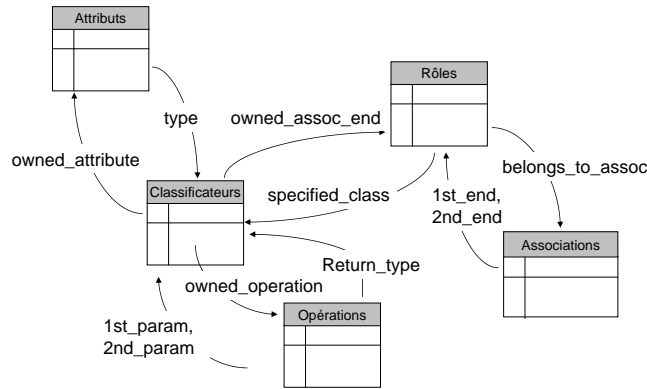 Attributs
Rôles
type
owned_assoc_end
owned_attribute
belongs_to_assoc
Classificateurs
specified_class
1st_end,
2nd_end
Associations
Return_type
owned_operation
Opérations
1st_param,
2nd_param